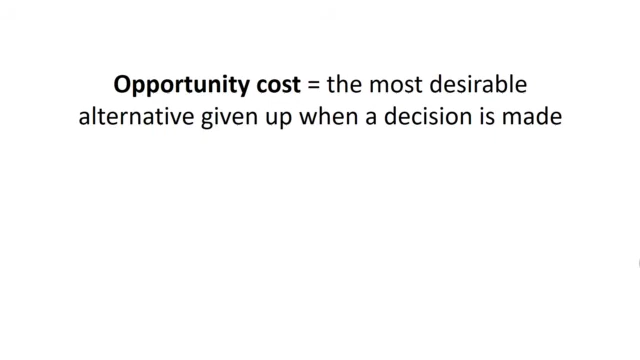 Opportunity cost = the most desirable
alternative given up when a decision is made